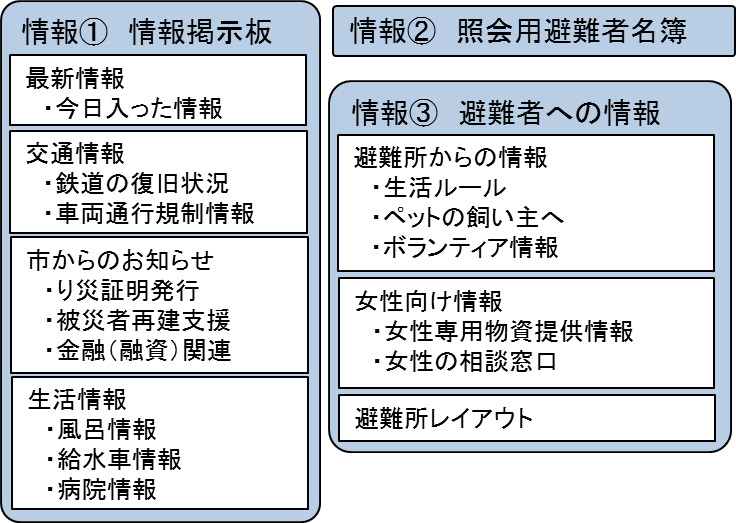 情報① 情報掲示板
最新情報
・今日入った情報
交通情報
・鉄道の復旧状況
・車両通行規制情報
市からのお知らせ
・り災証明発行
・被災者再建支援
・金融(融資)関連
生活情報
・風呂情報
・給水車情報
・病院情報
情報② 照会用避難者名簿
情報③ 避難者への情報
避難所からの情報
・生活ルール
・ペットの飼い主へ
・ボランティア情報
女性向け情報
・女性専用物資提供情報
・女性の相談窓口
避難所レイアウト